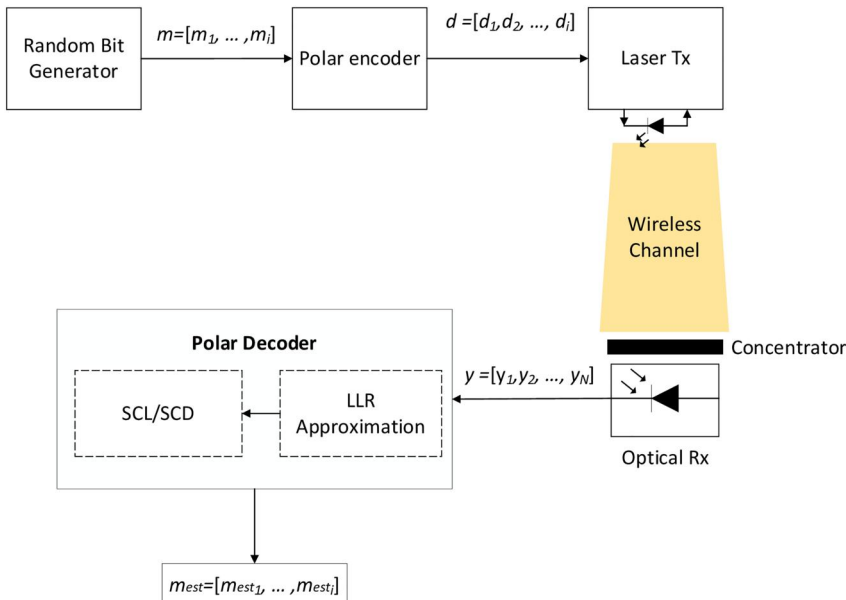 Random Bit
Generator
m=[m1, ... ,mi]
Polar encoder
d =[d1,d2, ..., di]
Laser Tx
Wireless
Channel
Concentrator
Optical Rx
y =[y1,y2, ..., yN]
Polar Decoder
LLR
Approximation
SCL/SCD
mest=[mest1, ... ,mesti]